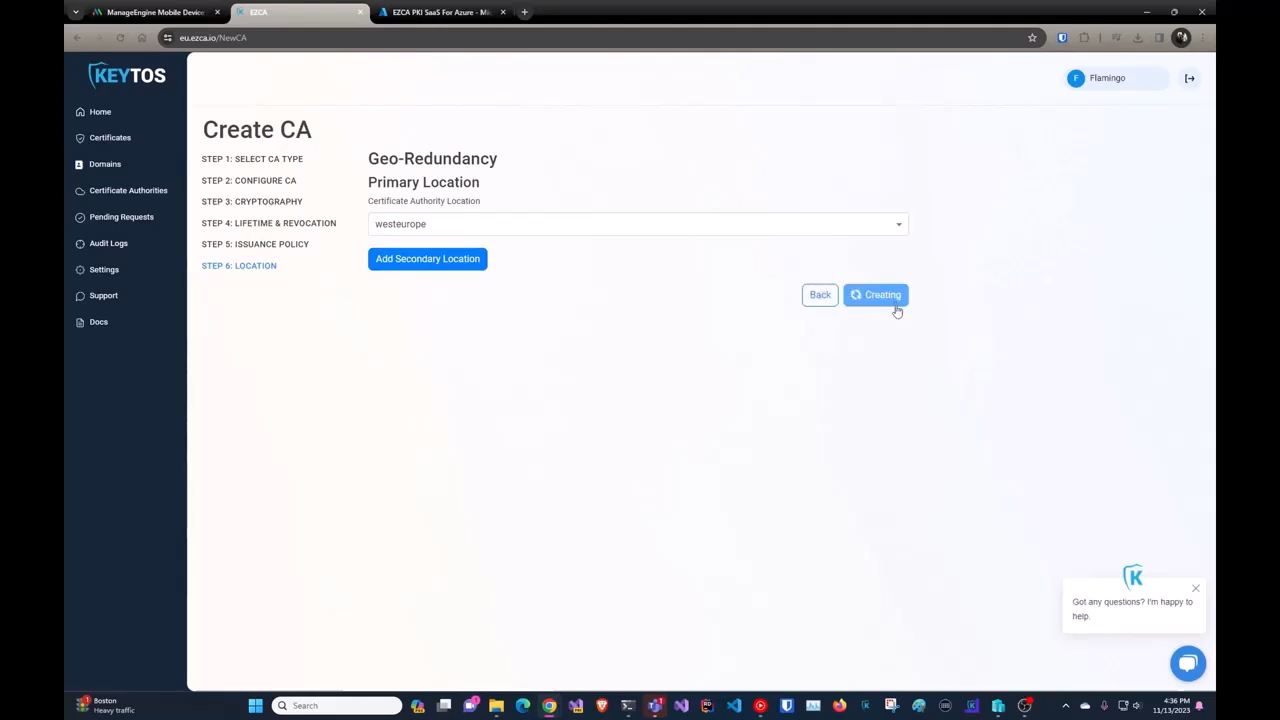 ManageEngine Mobile Device
EZCA
EZCA PKI SaaS For Azure - Mi
eu.ezca.io/NewCA
KEYTOS
F Flamingo
Home
Certificates
Domains
Certificate Authorities
Pending Requests
Audit Logs
Settings
Support
Docs
Create CA
STEP 1: SELECT CA TYPE
STEP 2: CONFIGURE CA
STEP 3: CRYPTOGRAPHY
STEP 4: LIFETIME & REVOCATION
STEP 5: ISSUANCE POLICY
STEP 6: LOCATION
Geo-Redundancy
Primary Location
Certificate Authority Location
westeurope
Add Secondary Location
Back
Creating
K
Got any questions? I'm happy to
help.
1
Boston
Heavy traffic
Search
4:36 PM
11/13/2023